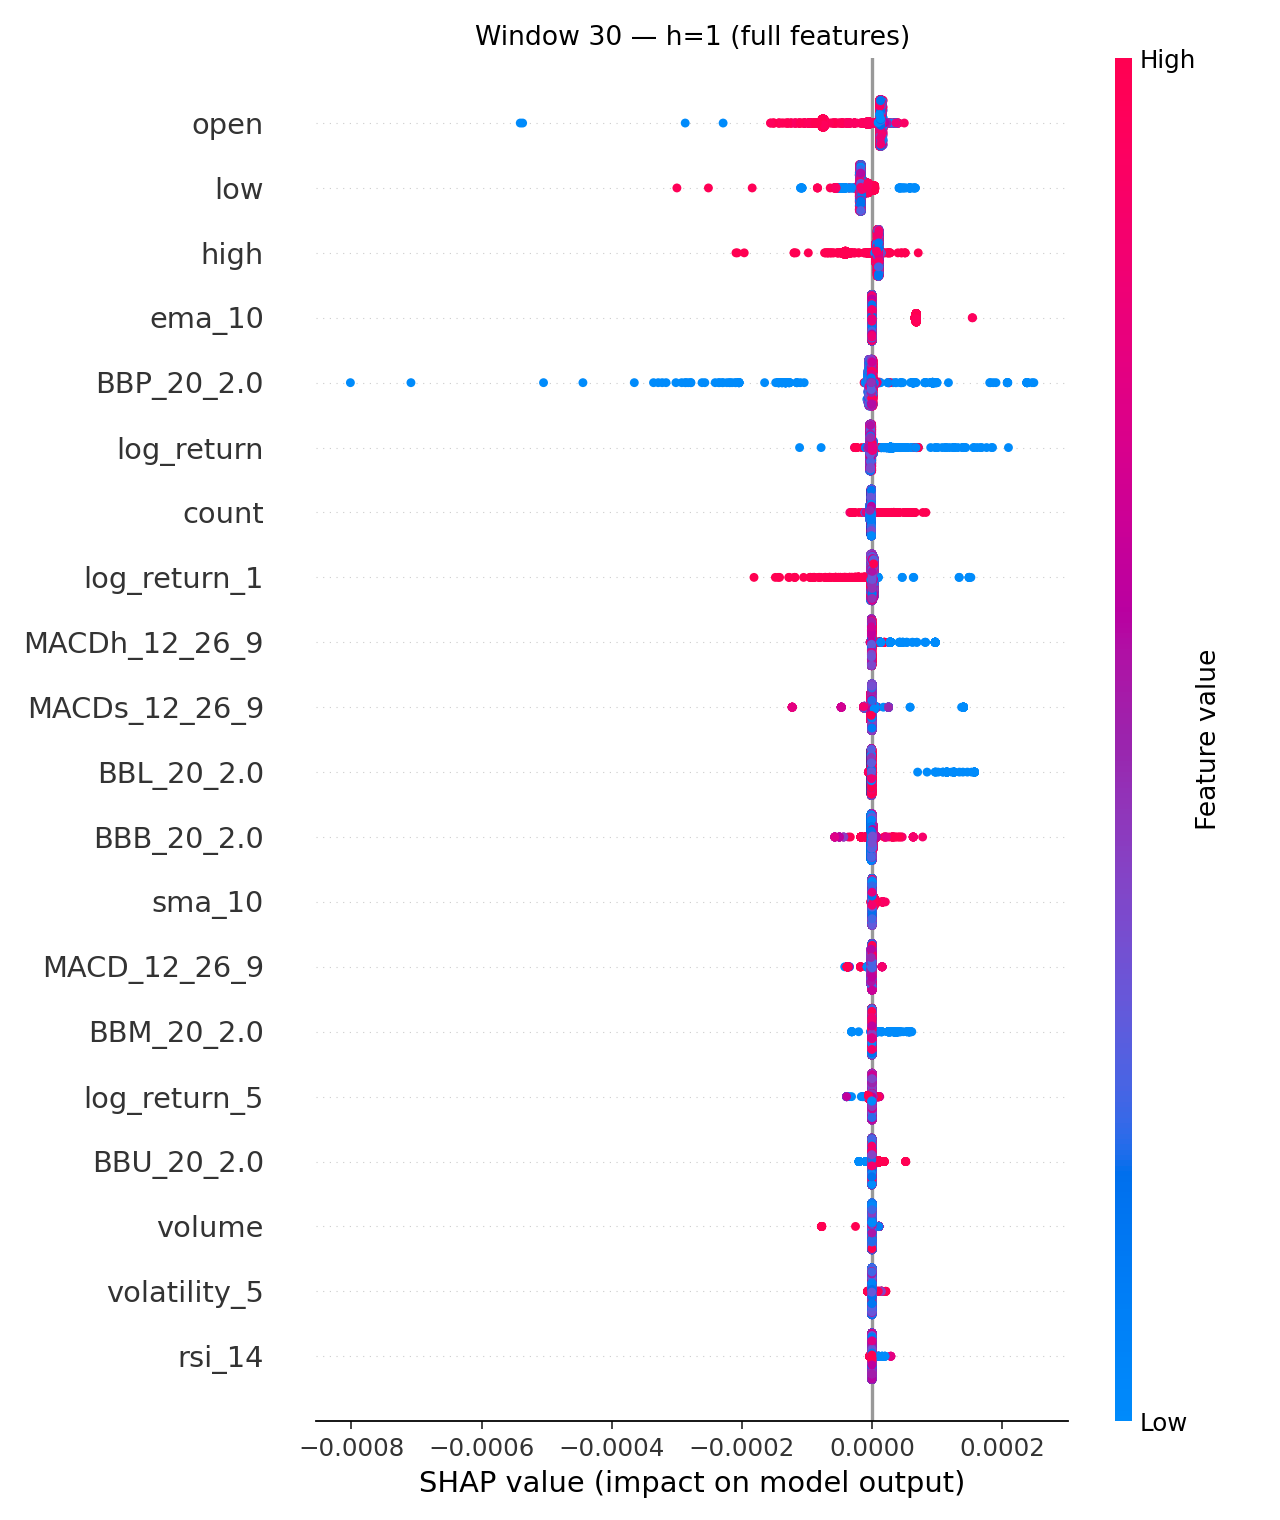 Window 30 — h=1 (full features)
High
open
low
high
ema_10
BBP_20_2.0
log_return
count
log_return_1
MACDh_12_26_9
MACDs_12_26_9
BBL_20_2.0
BBB_20_2.0
sma_10
MACD_12_26_9
BBM_20_2.0
log_return_5
BBU_20_2.0
volume
volatility_5
rsi_14
Feature value
Low
−0.0008 −0.0006 −0.0004 −0.0002 0.0000 0.0002
SHAP value (impact on model output)